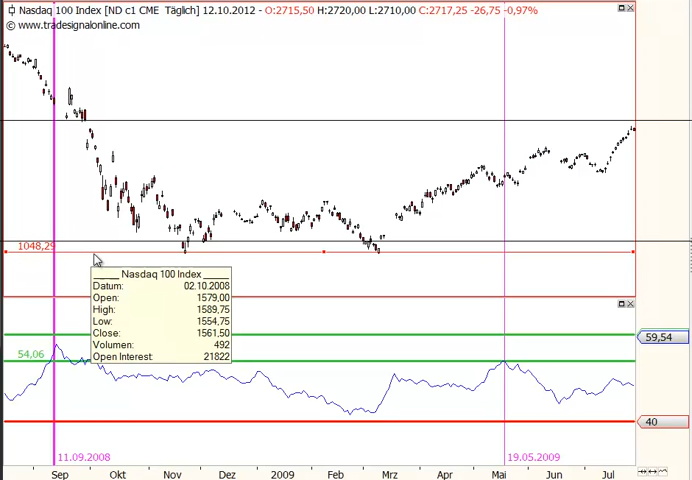 Nasdaq 100 Index [ND c1 CME Täglich] 12.10.2012 - O:2715,50 H:2720,00 L:2710,00 C:2717,25 -26,75 -0,97%
© www.tradesignalonline.com
1048,29
Nasdaq 100 Index
Datum: 02.10.2008
Open: 1579,00
High: 1589,75
Low: 1554,75
Close: 1561,50
Volumen: 492
Open Interest: 21822
59,54
54,06
40
11.09.2008 19.05.2009
Sep Okt Nov Dez 2009 Feb Mrz Apr Mai Jun Jul